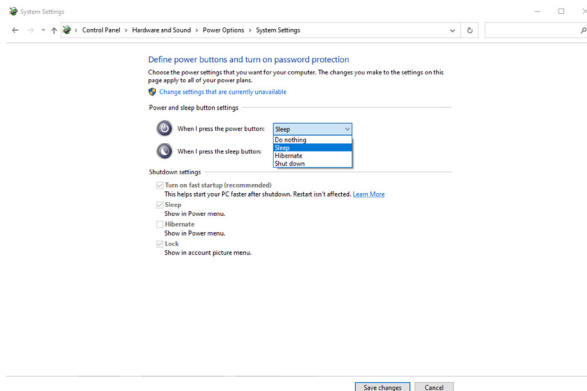 System Settings
Control Panel > Hardware and Sound > Power Options > System Settings
Define power buttons and turn on password protection
Choose the power settings that you want for your computer. The changes you make to the settings on this
page apply to all of your power plans.
Change settings that are currently unavailable
Power and sleep button settings
When I press the power button: Sleep
Do nothing
Sleep
When I press the sleep button:
Hibernate
Shut down
Shutdown settings
Turn on fast startup (recommended)
This helps start your PC faster after shutdown. Restart isn't affected. Learn More
Sleep
Show in Power menu.
Hibernate
Show in Power menu.
Lock
Show in account picture menu.
Save changes Cancel